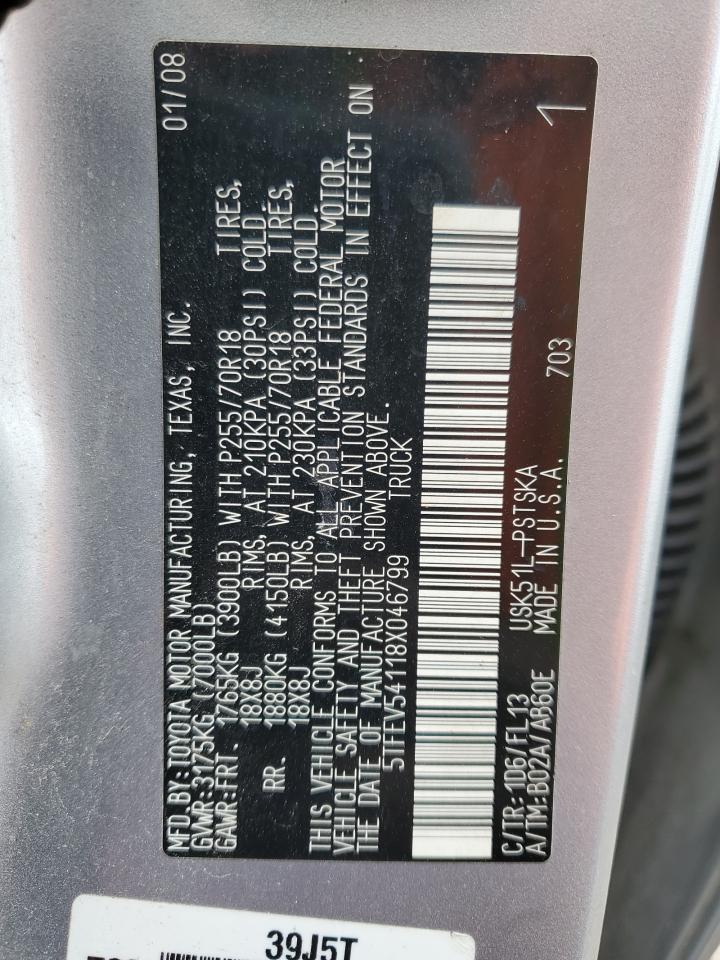 MFD.BY:TOYOTA MOTOR MANUFACTURING, TEXAS, INC. 01/08
GVWR:3175KG (7000LB)
GAWR:FRT. 1765KG (3900LB) WITH P255/70R18 TIRES,
18X8J RIMS, AT 210KPA (30PSI) COLD.
RR. 1880KG (4150LB) WITH P255/70R18 TIRES,
18X8J RIMS, AT 230KPA (33PSI) COLD.
THIS VEHICLE CONFORMS TO ALL APPLICABLE FEDERAL MOTOR
VEHICLE SAFETY AND THEFT PREVENTION STANDARDS IN EFFECT ON
THE DATE OF MANUFACTURE SHOWN ABOVE.
5TFEV54118X046799 TRUCK
C/TR:1D6/FL13 USK51L-PSTSKA
A/TM:B02A/AB60E MADE IN U.S.A. 703 1
39J5T